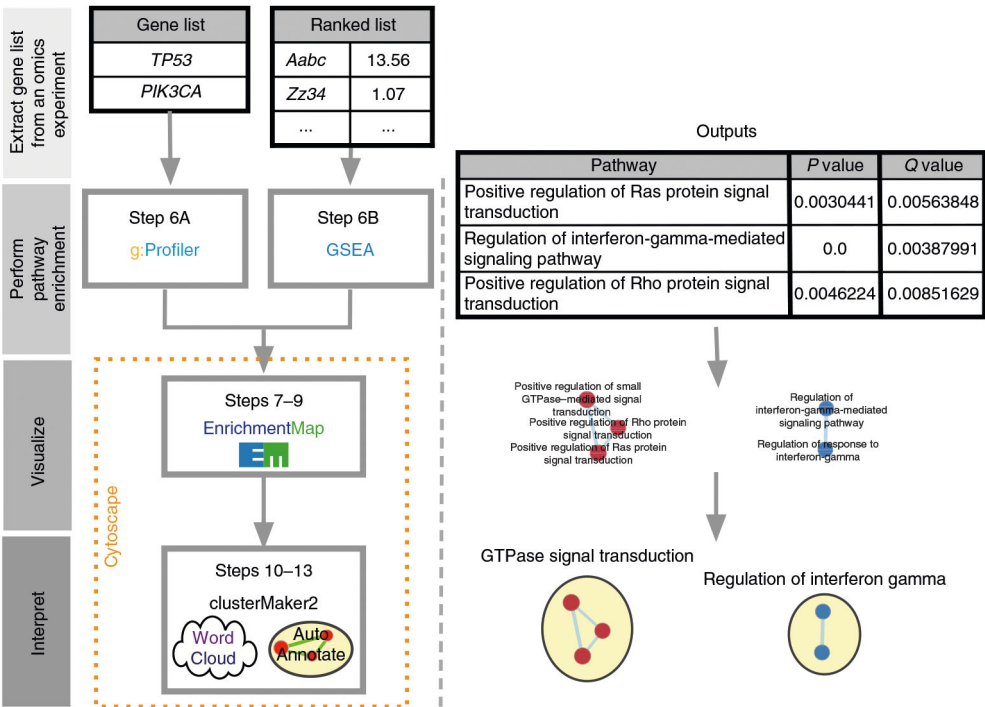 Extract gene list
from an omics
experiment
Gene list
TP53
PIK3CA
Ranked list
Aabc 13.56
Zz34 1.07
... ...
Perform
pathway
enrichment
Step 6A
g:Profiler
Step 6B
GSEA
Visualize
Cytoscape
Steps 7–9
EnrichmentMap
EM
Interpret
Steps 10–13
clusterMaker2
Word
Cloud
Auto
Annotate
Outputs
Pathway P value Q value
Positive regulation of Ras protein signal
transduction
0.0030441 0.00563848
Regulation of interferon-gamma-mediated
signaling pathway
0.0 0.00387991
Positive regulation of Rho protein signal
transduction
0.0046224 0.00851629
Positive regulation of small
GTPase–mediated signal
transduction
Positive regulation of Rho protein
signal transduction
Positive regulation of Ras protein
signal transduction
Regulation of
interferon-gamma-mediated
signaling pathway
Regulation of response to
interferon-gamma
GTPase signal transduction
Regulation of interferon gamma